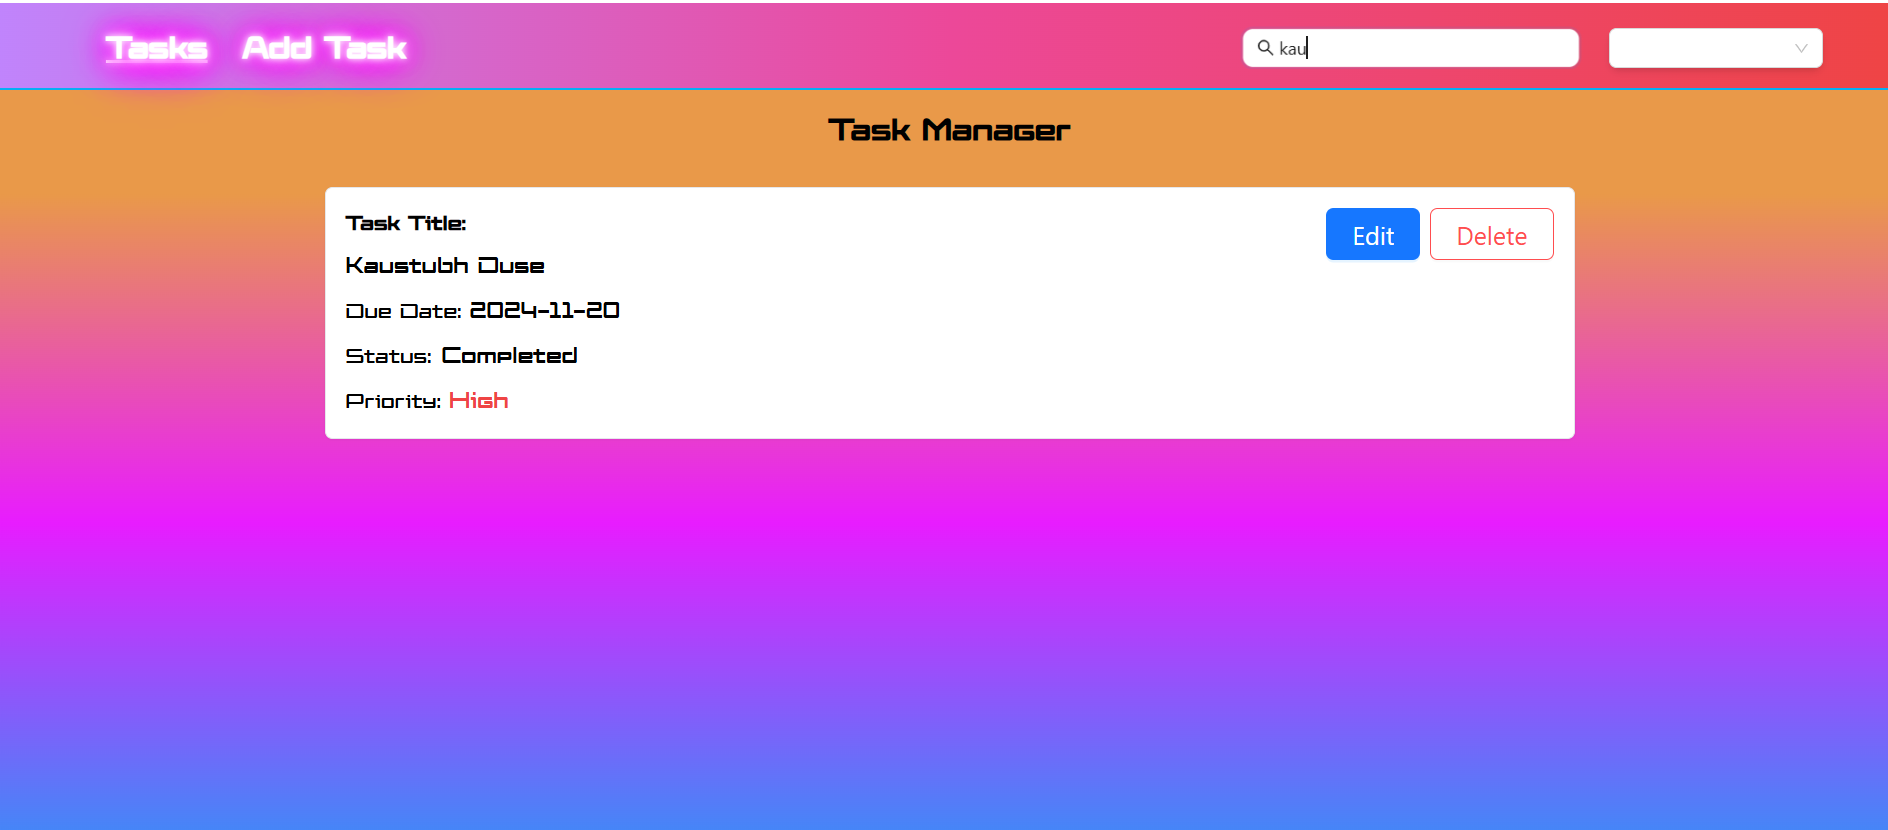 Tasks Add Task kau
Task Manager
Task Title:
Edit Delete
Kaustubh Duse
Due Date: 2024-11-20
Status: Completed
Priority: High